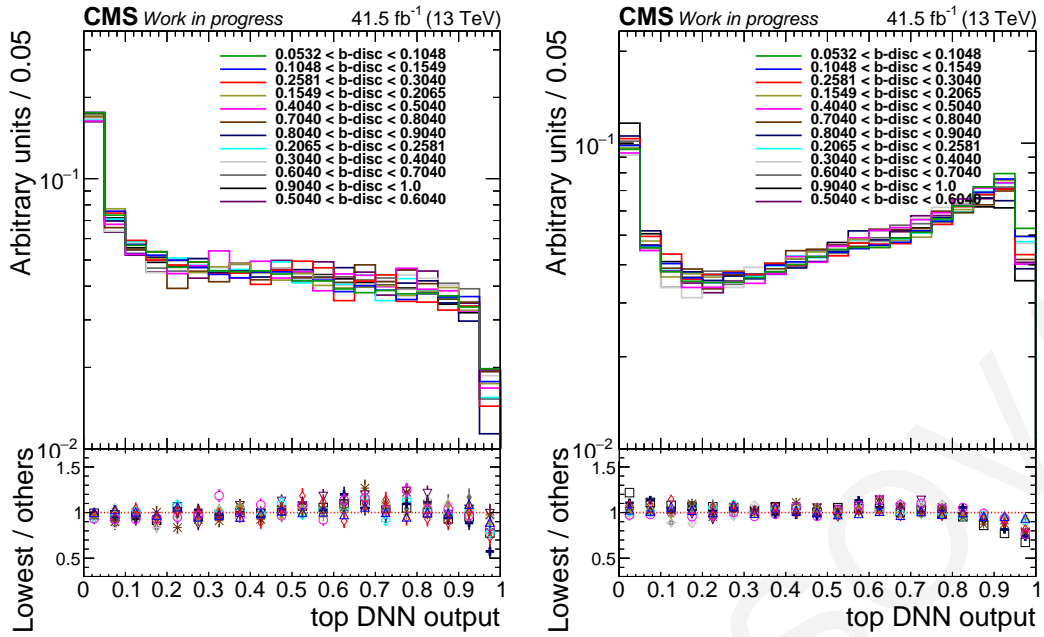 CMS Work in progress 41.5 fb-1 (13 TeV)
Arbitrary units / 0.05
0.0532 < b-disc < 0.1048
0.1048 < b-disc < 0.1549
0.2581 < b-disc < 0.3040
0.1549 < b-disc < 0.2065
0.4040 < b-disc < 0.5040
0.7040 < b-disc < 0.8040
0.8040 < b-disc < 0.9040
0.2065 < b-disc < 0.2581
0.3040 < b-disc < 0.4040
0.6040 < b-disc < 0.7040
0.9040 < b-disc < 1.0
0.5040 < b-disc < 0.6040
10-1
10-2
Lowest / others
1.5
1
0.5
0 0.1 0.2 0.3 0.4 0.5 0.6 0.7 0.8 0.9 1
top DNN output
CMS Work in progress 41.5 fb-1 (13 TeV)
Arbitrary units / 0.05
0.0532 < b-disc < 0.1048
0.1048 < b-disc < 0.1549
0.2581 < b-disc < 0.3040
0.1549 < b-disc < 0.2065
0.4040 < b-disc < 0.5040
0.7040 < b-disc < 0.8040
0.8040 < b-disc < 0.9040
0.2065 < b-disc < 0.2581
0.3040 < b-disc < 0.4040
0.6040 < b-disc < 0.7040
0.9040 < b-disc < 1.0
0.5040 < b-disc < 0.6040
10-1
10-2
Lowest / others
1.5
1
0.5
0 0.1 0.2 0.3 0.4 0.5 0.6 0.7 0.8 0.9 1
top DNN output